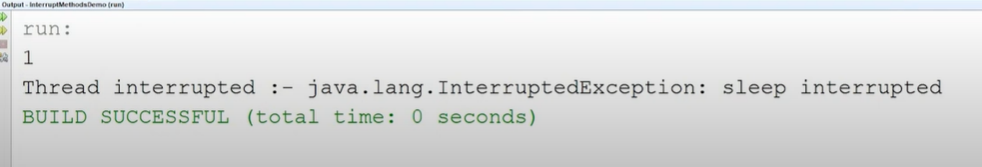 Output - InterruptMethodsDemo (run)
run:
1
Thread interrupted :- java.lang.InterruptedException: sleep interrupted
BUILD SUCCESSFUL (total time: 0 seconds)